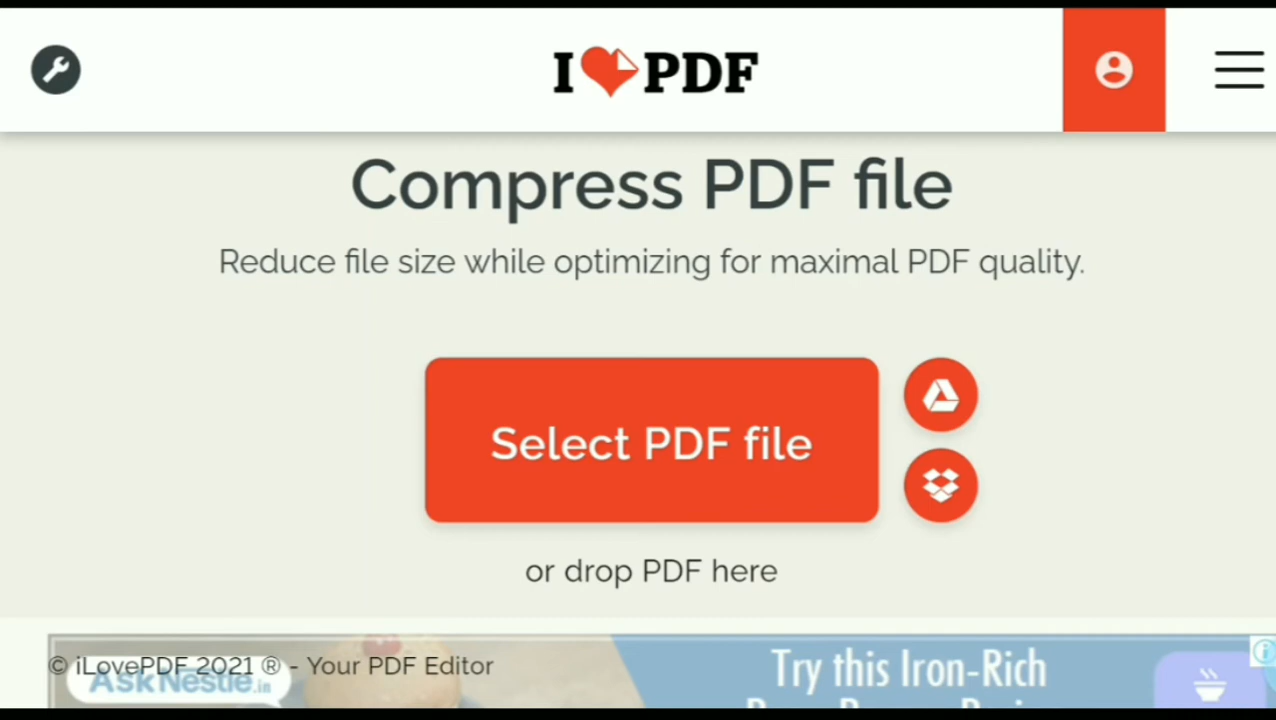 I PDF
Compress PDF file
Reduce file size while optimizing for maximal PDF quality.
Select PDF file
or drop PDF here
© iLovePDF 2021 ® - Your PDF Editor
AskNestle.in
Try this Iron-Rich